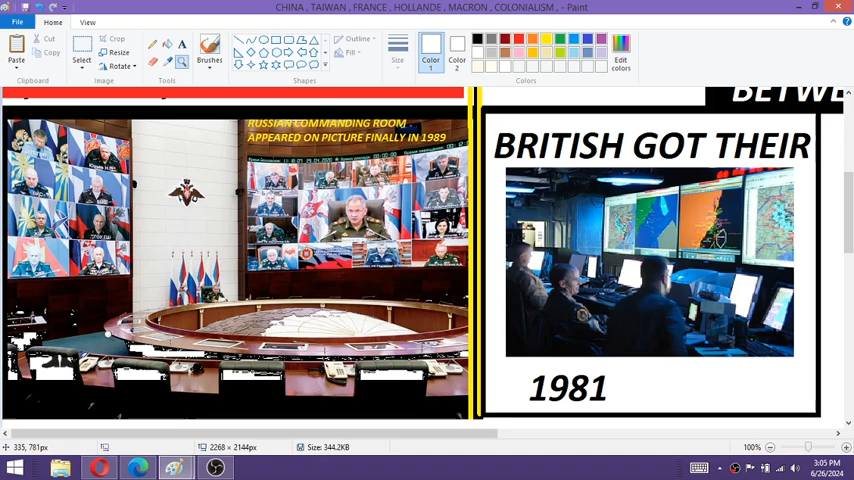 CHINA , TAIWAN , FRANCE , HOLLANDE , MACRON , COLONIALISM , - Paint
File
Home
View
Paste
Cut
Copy
Clipboard
Select
Crop
Resize
Rotate
Image
Tools
Brushes
Shapes
Outline
Fill
Size
Color 1
Color 2
Edit colors
Colors
RUSSIAN COMMANDING ROOM
APPEARED ON PICTURE FINALLY IN 1989
BETWE
BRITISH GOT THEIR
1981
335, 781px
2268 × 2144px
Size: 344.2KB
100%
3:05 PM
6/26/2024